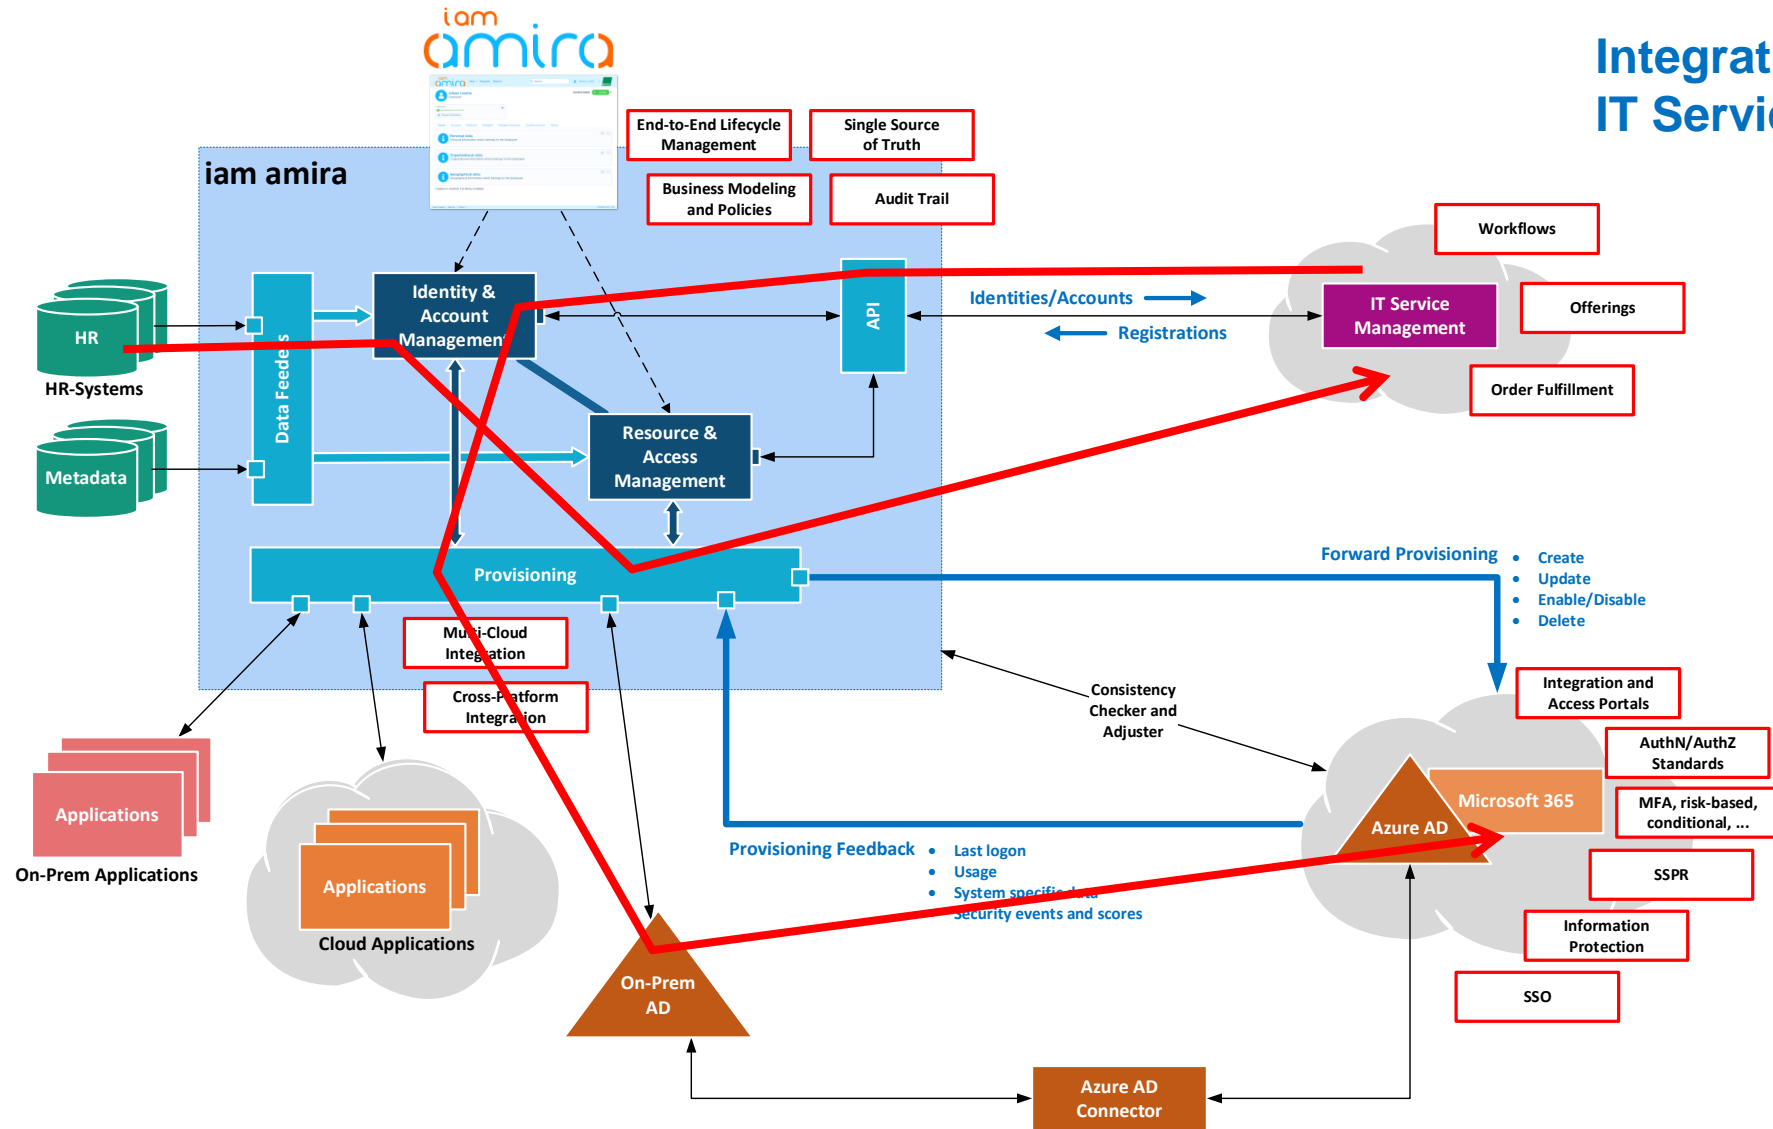 iam
amira
Integrat
IT Servic
End-to-End Lifecycle
Management
Single Source
of Truth
iam amira
Business Modeling
and Policies
Audit Trail
Workflows
Identity &
Account
Management
API
Identities/Accounts
Registrations
IT Service
Management
Offerings
HR
HR-Systems
Data Feeders
Order Fulfillment
Metadata
Resource &
Access
Management
Provisioning
Forward Provisioning
• Create
• Update
• Enable/Disable
• Delete
Multi-Cloud
Integration
Cross-Platform
Integration
Consistency
Checker and
Adjuster
Integration and
Access Portals
AuthN/AuthZ
Standards
Microsoft 365
MFA, risk-based,
conditional, ...
Azure AD
Applications
On-Prem Applications
Applications
Cloud Applications
Provisioning Feedback
• Last logon
• Usage
• System specific data
• Security events and scores
SSPR
Information
Protection
SSO
On-Prem
AD
Azure AD
Connector